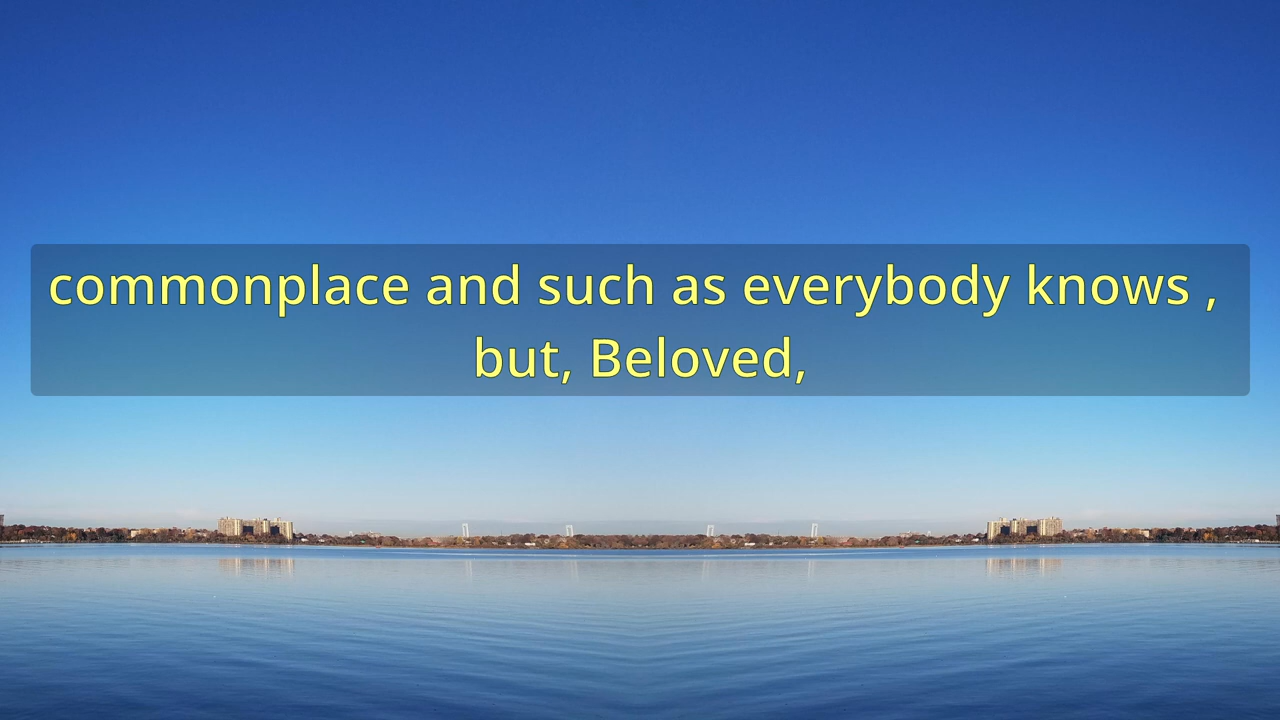 commonplace and such as everybody knows ,
but, Beloved,